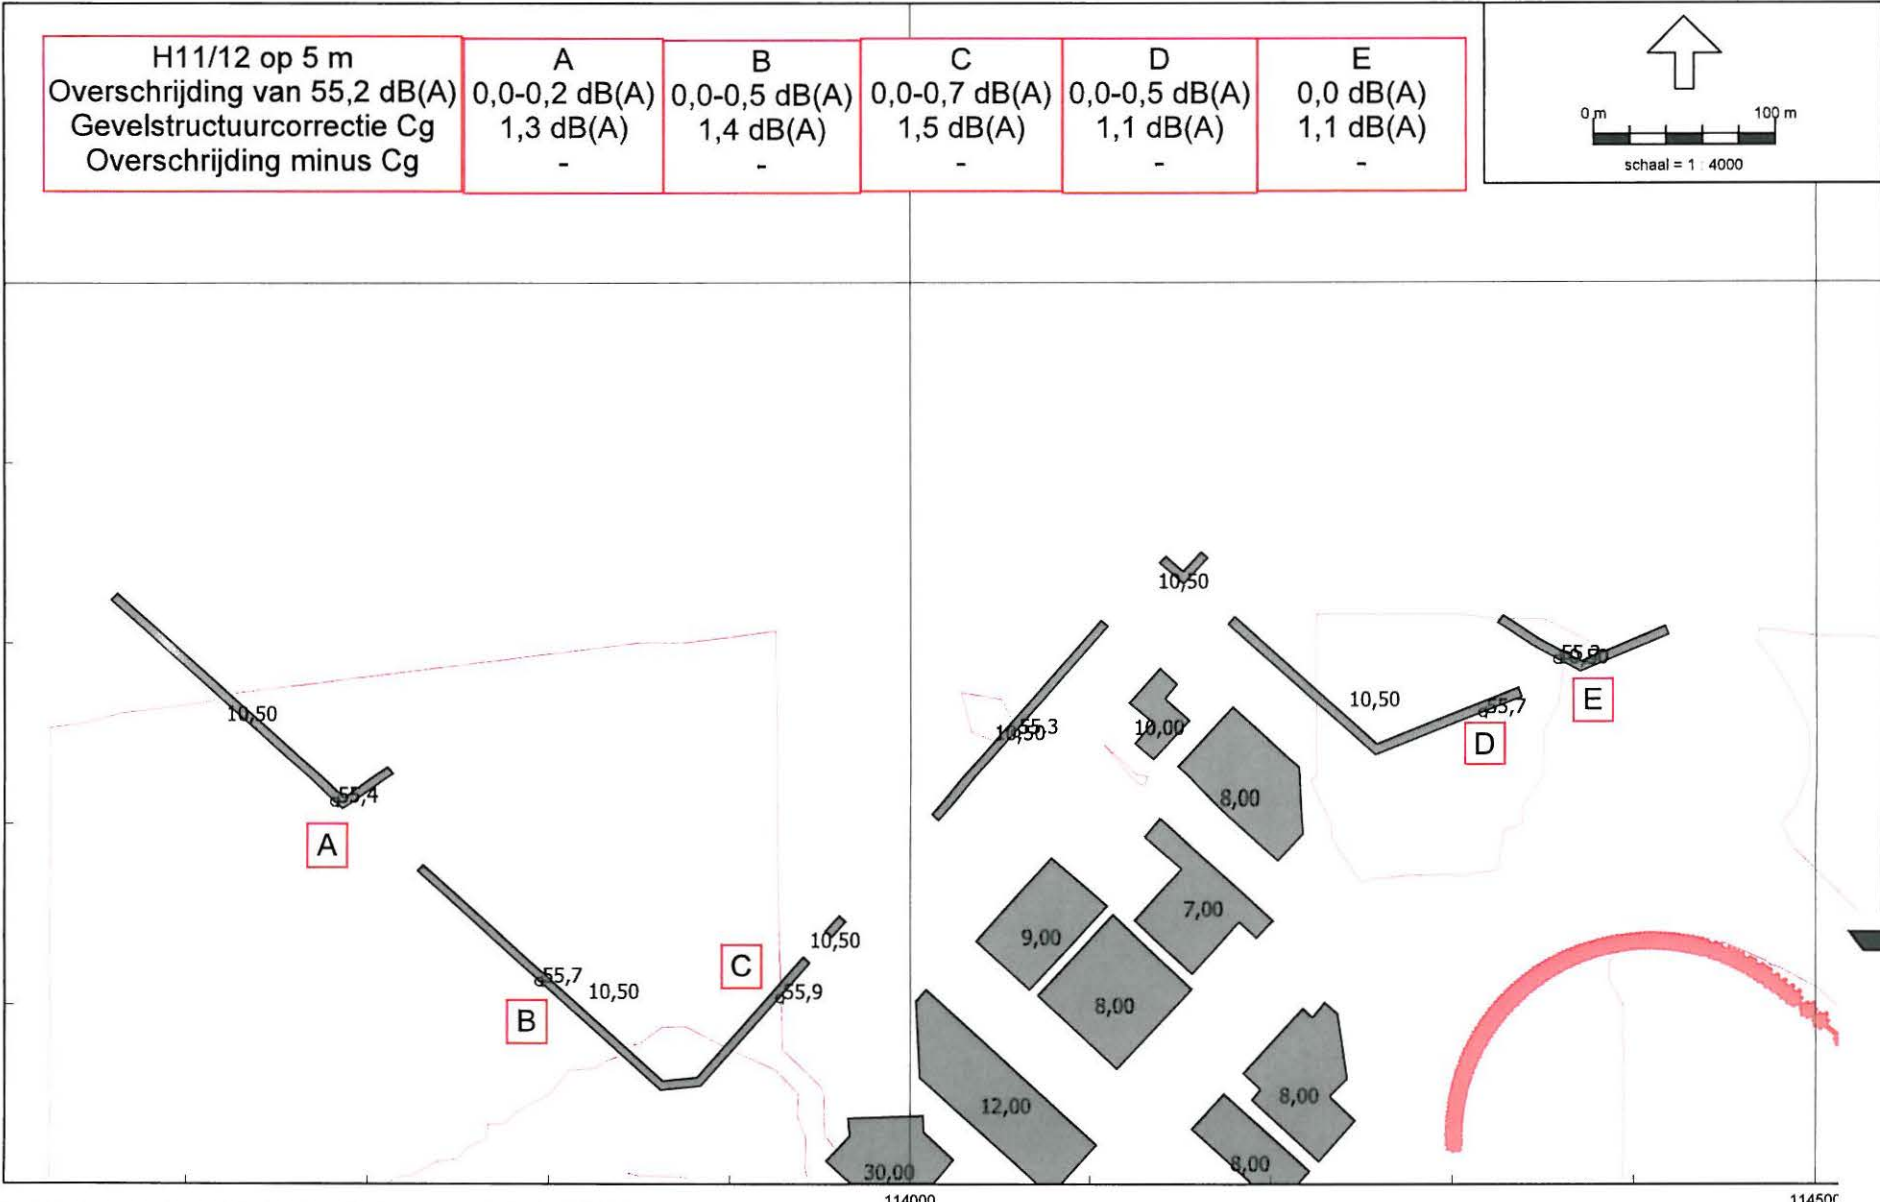 H11/12 op 5 m
Overschrijding van 55,2 dB(A)
Gevelstructuurcorrectie Cg
Overschrijding minus Cg
A
0,0-0,2 dB(A)
1,3 dB(A)
-
B
0,0-0,5 dB(A)
1,4 dB(A)
-
C
0,0-0,7 dB(A)
1,5 dB(A)
-
D
0,0-0,5 dB(A)
1,1 dB(A)
-
E
0,0 dB(A)
1,1 dB(A)
-
0 m 100 m
schaal = 1 : 4000
10,50
10,50
55,4
A
10,50
55,3
10,00
8,00
10,50
55,7
D
E
55,7
10,50
B
C
55,9
10,50
9,00
7,00
8,00
12,00
8,00
8,00
30,00
114000